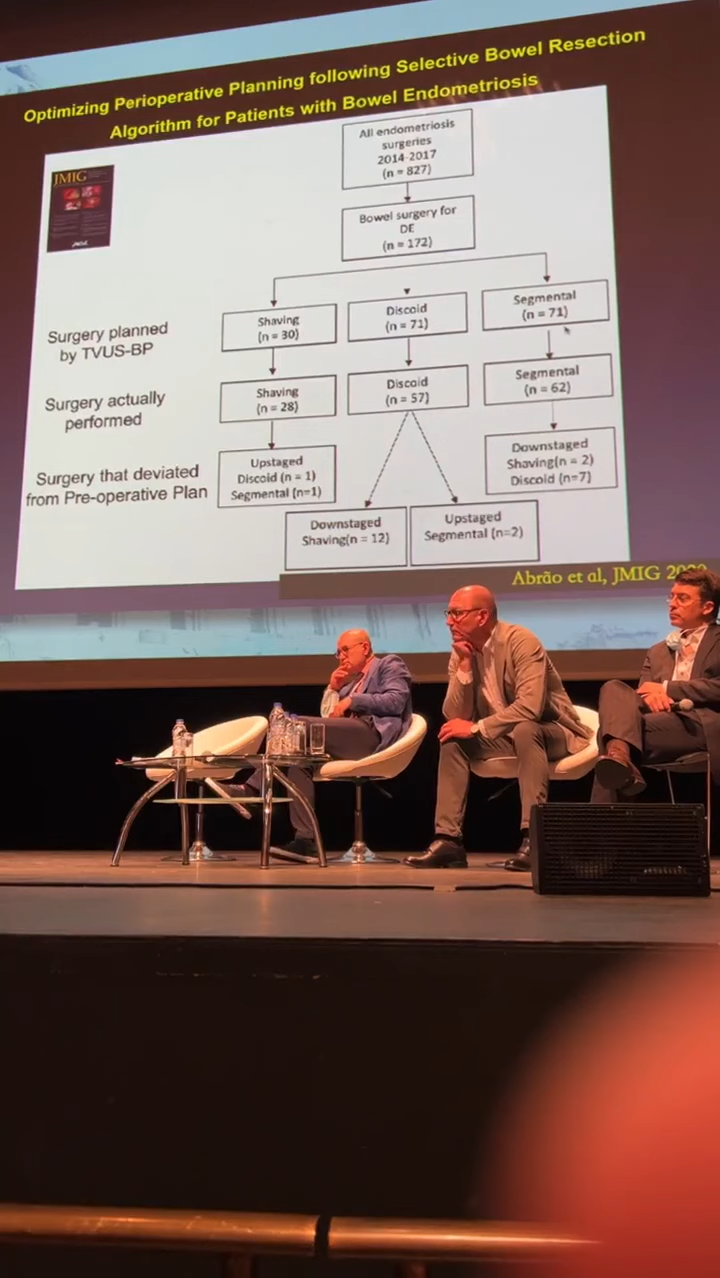 Optimizing Perioperative Planning following Selective Bowel Resection
Algorithm for Patients with Bowel Endometriosis
JMIG
All endometriosis
surgeries
2014-2017
(n = 827)
Bowel surgery for
DE
(n = 172)
Surgery planned
by TVUS-BP
Shaving
(n = 30)
Discoid
(n = 71)
Segmental
(n = 71)
Surgery actually
performed
Shaving
(n = 28)
Discoid
(n = 57)
Segmental
(n = 62)
Surgery that deviated
from Pre-operative Plan
Upstaged
Discoid (n = 1)
Segmental (n=1)
Downstaged
Shaving(n = 2)
Discoid (n=7)
Downstaged
Shaving(n = 12)
Upstaged
Segmental (n=2)
Abrão et al, JMIG